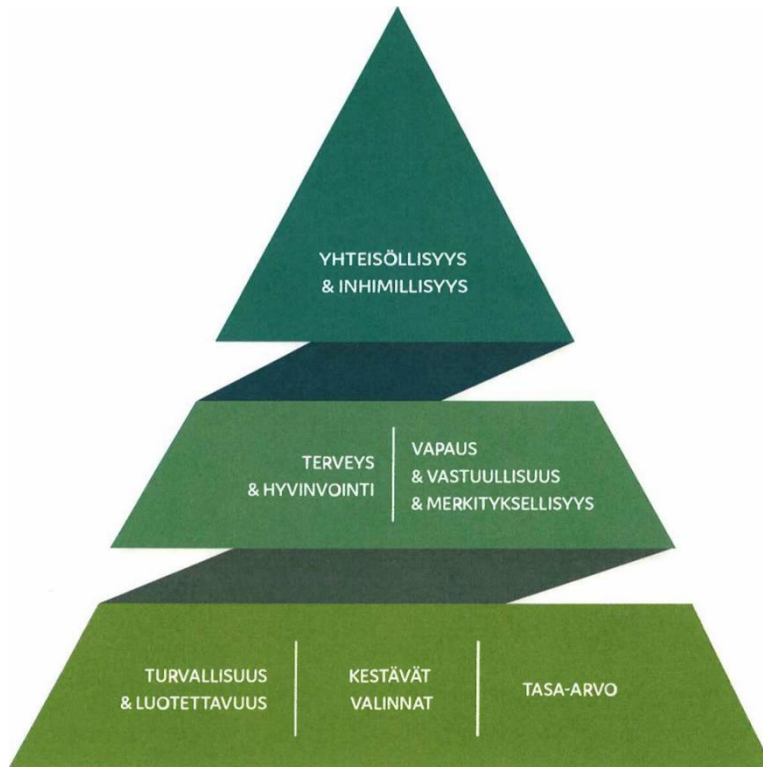 YHTEISÖLLISYYS
& INHIMILLISYYS
TERVEYS
& HYVINVOINTI
VAPAUS
& VASTUULLISUUS
& MERKITYKSELLISYYS
TURVALLISUUS
& LUOTETTAVUUS
KESTÄVÄT
VALINNAT
TASA-ARVO